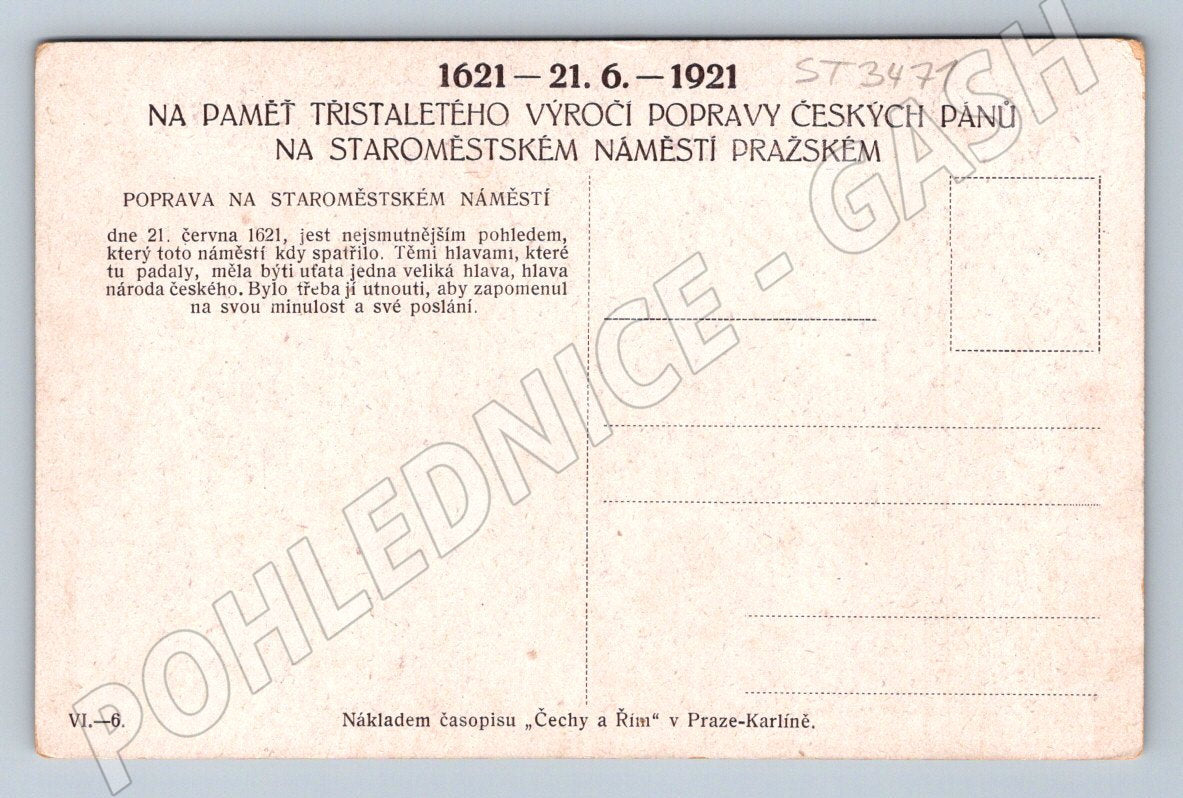 1621 — 21. 6. — 1921
ST 3471
NA PAMĚŤ TŘISTALETÉHO VÝROČÍ POPRAVY ČESKÝCH PÁNŮ
NA STAROMĚSTSKÉM NÁMĚSTÍ PRAŽSKÉM
POPRAVA NA STAROMĚSTSKÉM NÁMĚSTÍ
dne 21. června 1621, jest nejsmutnějším pohledem,
který toto náměstí kdy spatřilo. Těmi hlavami, které
tu padaly, měla býti uťata jedna veliká hlava, hlava
národa českého. Bylo třeba jí utnouti, aby zapomenul
na svou minulost a své poslání.
VI.—6.
Nákladem časopisu „Čechy a Řím“ v Praze-Karlíně.
POHLEDNICE - GASH